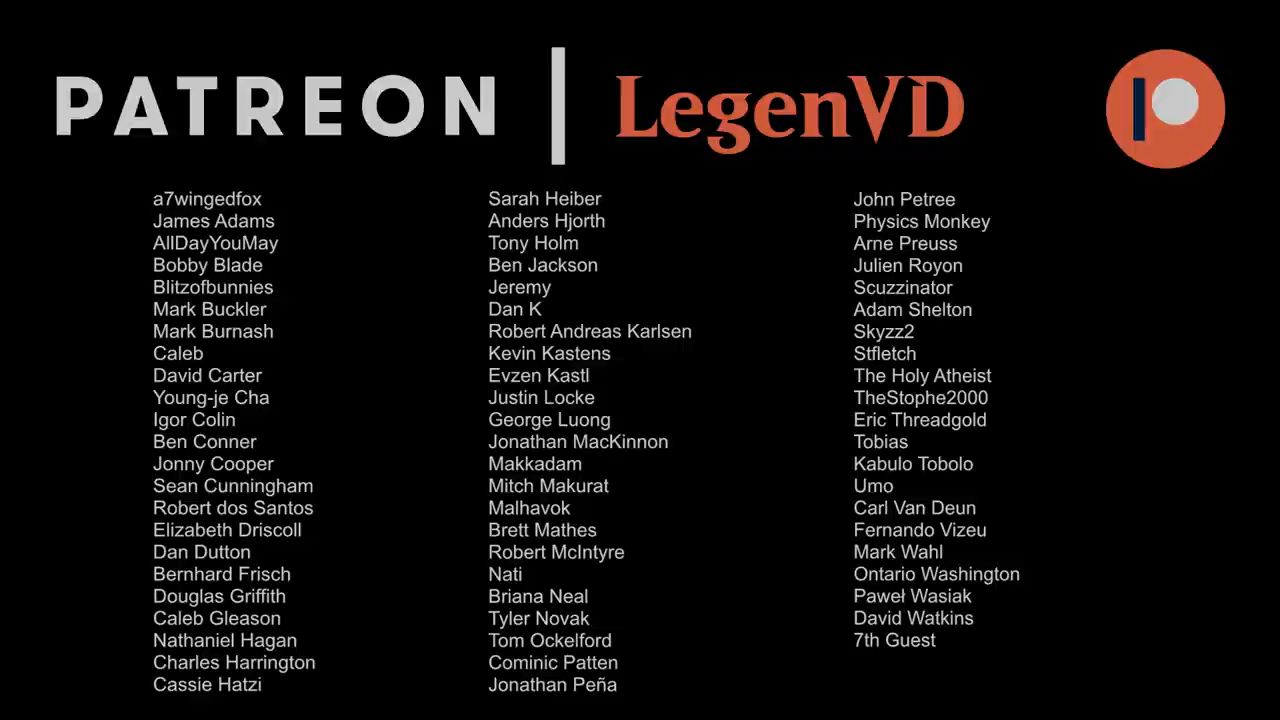 PATREON | LegenVD
a7wingedfox
James Adams
AllDayYouMay
Bobby Blade
Blitzofbunnies
Mark Buckler
Mark Burnash
Caleb
David Carter
Young-je Cha
Igor Colin
Ben Conner
Jonny Cooper
Sean Cunningham
Robert dos Santos
Elizabeth Driscoll
Dan Dutton
Bernhard Frisch
Douglas Griffith
Caleb Gleason
Nathaniel Hagan
Charles Harrington
Cassie Hatzi
Sarah Heiber
Anders Hjorth
Tony Holm
Ben Jackson
Jeremy
Dan K
Robert Andreas Karlsen
Kevin Kastens
Evzen Kastl
Justin Locke
George Luong
Jonathan MacKinnon
Makkadam
Mitch Makurat
Malhavok
Brett Mathes
Robert McIntyre
Nati
Briana Neal
Tyler Novak
Tom Ockelford
Cominic Patten
Jonathan Peña
John Petree
Physics Monkey
Arne Preuss
Julien Royon
Scuzzinator
Adam Shelton
Skyzz2
Stfletch
The Holy Atheist
TheStophe2000
Eric Threadgold
Tobias
Kabulo Tobolo
Umo
Carl Van Deun
Fernando Vizeu
Mark Wahl
Ontario Washington
Paweł Wasiak
David Watkins
7th Guest